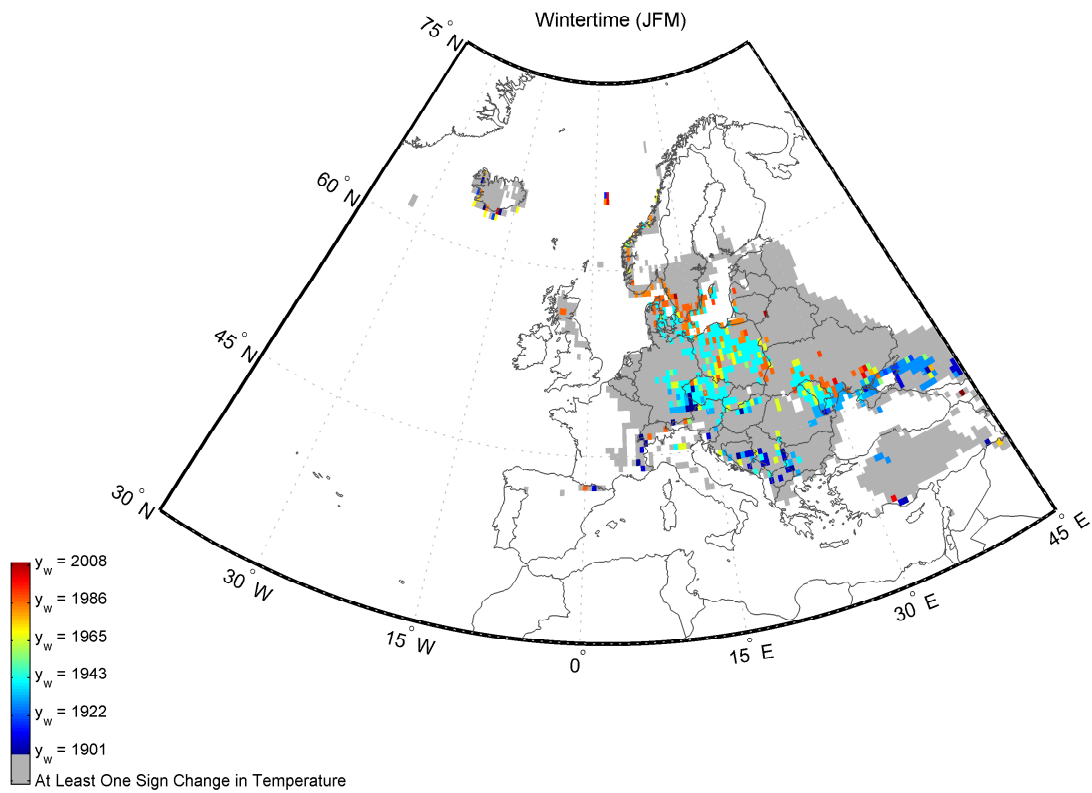 Wintertime (JFM)
75° N
60° N
45° N
30° N
30° W
15° W
0°
15° E
30° E
45° E
y_w = 2008
y_w = 1986
y_w = 1965
y_w = 1943
y_w = 1922
y_w = 1901
At Least One Sign Change in Temperature